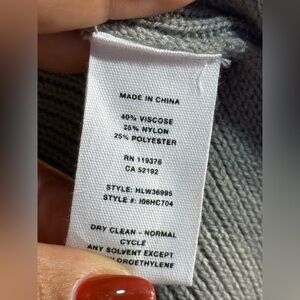 MADE IN CHINA
40% VISCOSE
35% NYLON
25% POLYESTER
RN 119376
CA 52192
STYLE: HLW36995
STYLE #: I06HC704
DRY CLEAN - NORMAL
CYCLE
ANY SOLVENT EXCEPT